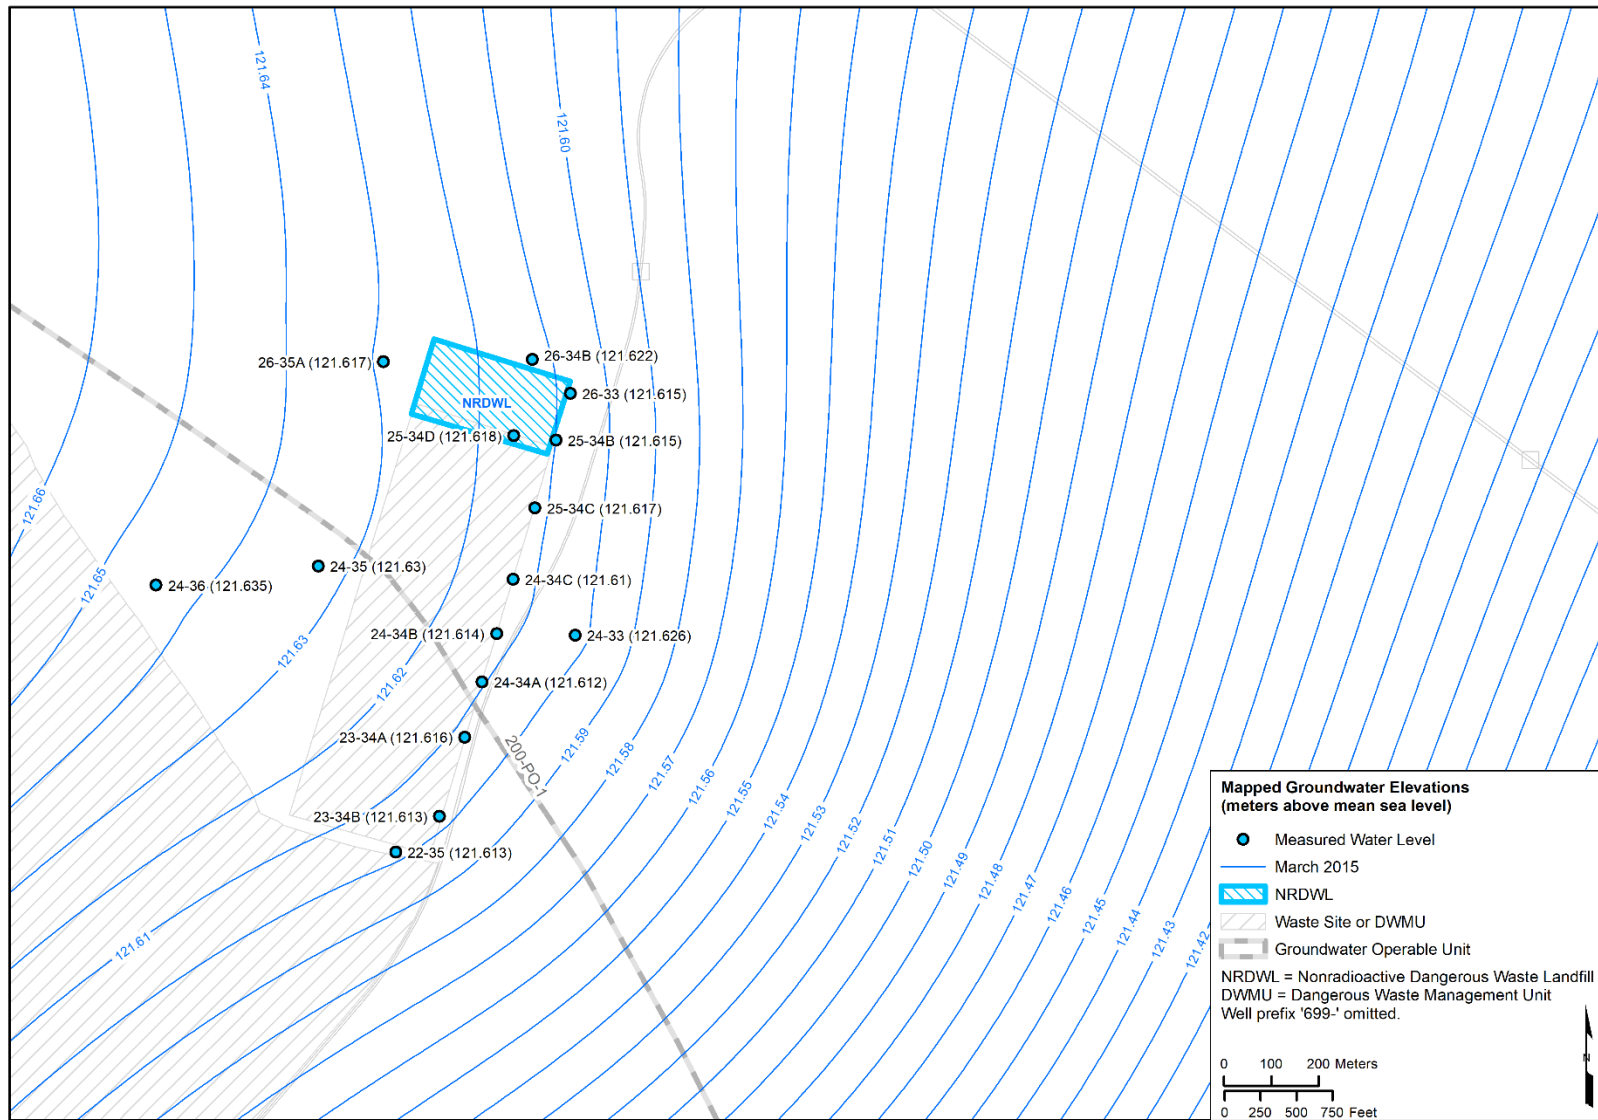 121.64
121.60
26-35A (121.617)
26-34B (121.622)
26-33 (121.615)
NRDWL
25-34D (121.618)
25-34B (121.615)
25-34C (121.617)
121.66
121.65
24-36 (121.635)
24-35 (121.63)
24-34C (121.61)
24-34B (121.614)
24-33 (121.626)
121.63
121.62
24-34A (121.612)
23-34A (121.616)
200-PO-1
121.59
121.58
121.57
121.56
121.55
121.54
121.53
121.52
121.51
121.50
121.49
121.48
121.47
121.46
121.45
121.44
121.43
121.42
23-34B (121.613)
22-35 (121.613)
121.61
Mapped Groundwater Elevations
(meters above mean sea level)
Measured Water Level
March 2015
NRDWL
Waste Site or DWMU
Groundwater Operable Unit
NRDWL = Nonradioactive Dangerous Waste Landfill
DWMU = Dangerous Waste Management Unit
Well prefix '699-' omitted.
0 100 200 Meters
0 250 500 750 Feet
N